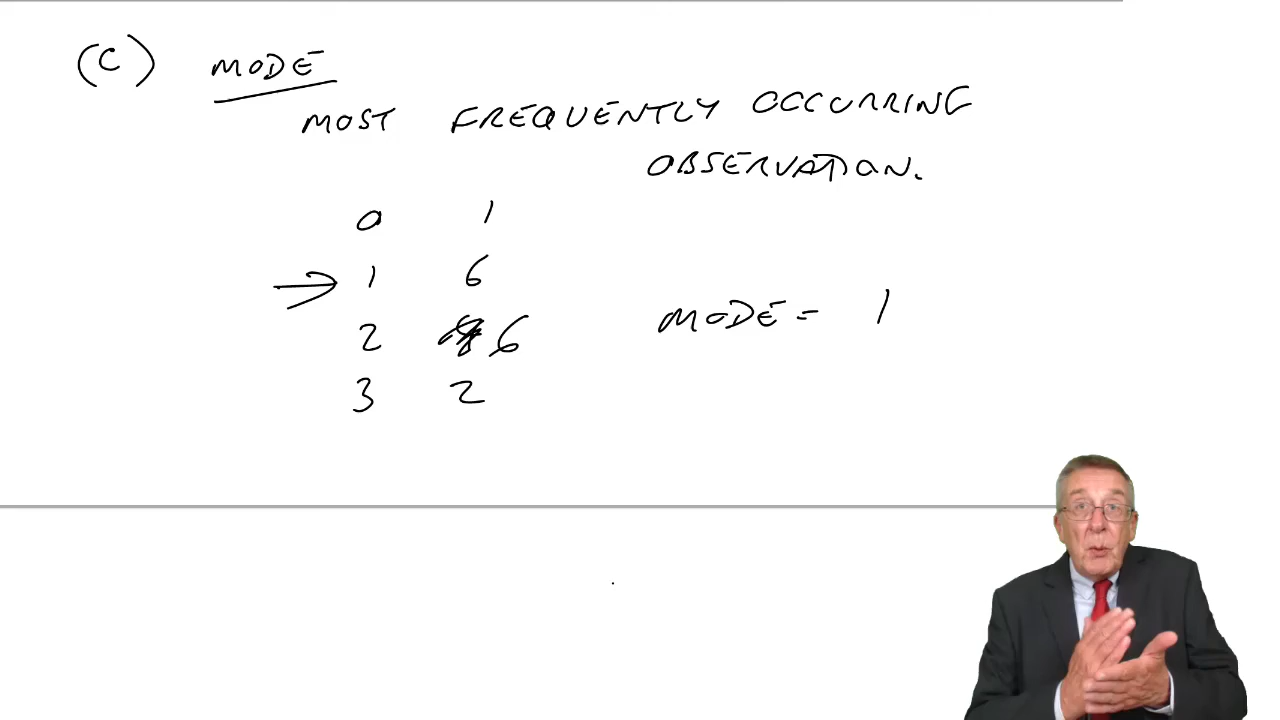 (C) MODE
MOST FREQUENTLY OCCURRING
OBSERVATION.
0 1
→ 1 6
2 6
3 2
MODE = 1